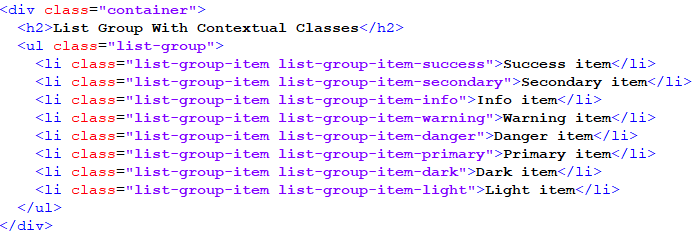 <div class="container">
  <h2>List Group With Contextual Classes</h2>
  <ul class="list-group">
    <li class="list-group-item list-group-item-success">Success item</li>
    <li class="list-group-item list-group-item-secondary">Secondary item</li>
    <li class="list-group-item list-group-item-info">Info item</li>
    <li class="list-group-item list-group-item-warning">Warning item</li>
    <li class="list-group-item list-group-item-danger">Danger item</li>
    <li class="list-group-item list-group-item-primary">Primary item</li>
    <li class="list-group-item list-group-item-dark">Dark item</li>
    <li class="list-group-item list-group-item-light">Light item</li>
  </ul>
</div>